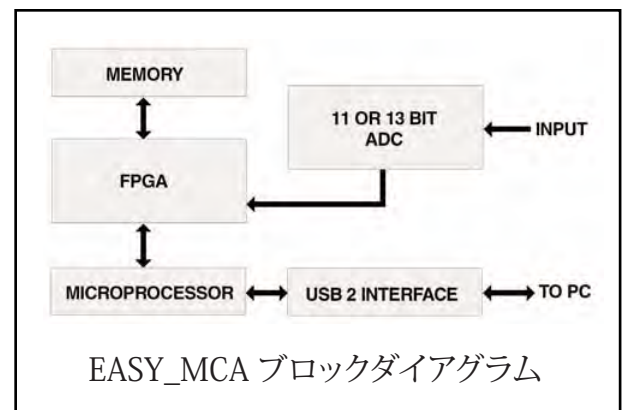 MEMORY
11 OR 13 BIT
ADC
INPUT
FPGA
MICROPROCESSOR
USB 2 INTERFACE
TO PC
EASY_MCA ブロックダイアグラム